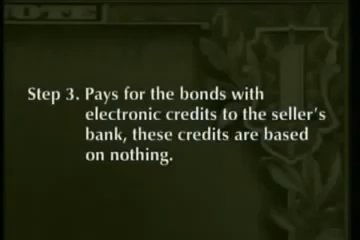 OTE
Step 3. Pays for the bonds with
electronic credits to the seller's
bank, these credits are based
on nothing.